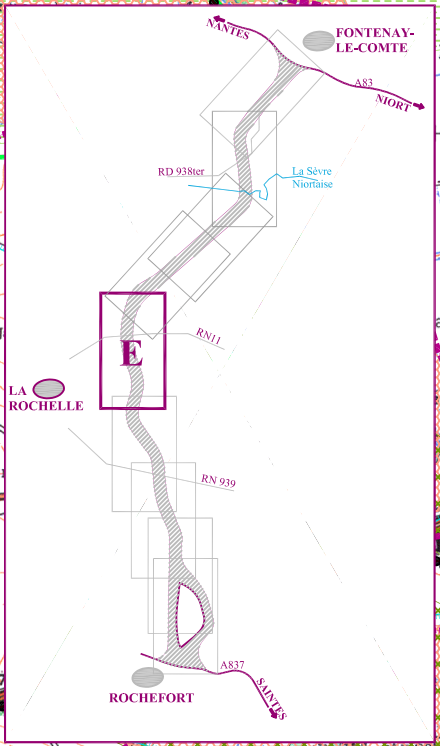 NANTES
FONTENAY-
LE-COMTE
A83
NIORT
RD 938ter
La Sèvre
Niortaise
RN11
E
LA
ROCHELLE
RN 939
A837
ROCHEFORT
SAINTES